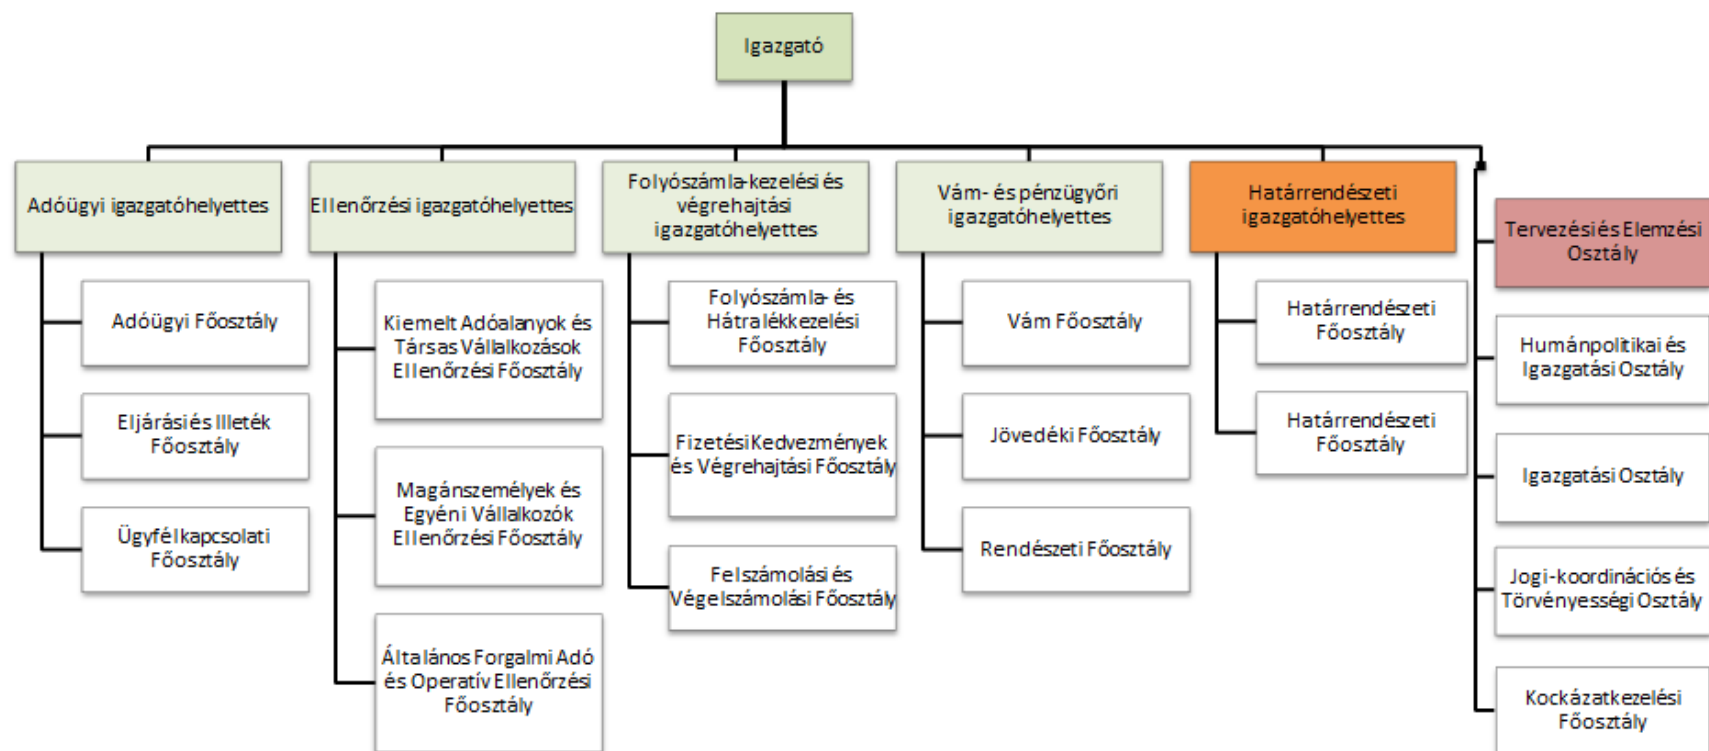 Igazgató
Adóügyi igazgatóhelyettes
Ellenőrzési igazgatóhelyettes
Folyószámla-kezelési és
végrehajtási
igazgatóhelyettes
Vám- és pénzügyőri
igazgatóhelyettes
Határrendészeti
igazgatóhelyettes
Adóügyi Főosztály
Eljárási és Illeték
Főosztály
Ügyfélkapcsolati
Főosztály
Kiemelt Adóalanyok és
Társas Vállalkozások
Ellenőrzési Főosztály
Magánszemélyek és
Egyéni Vállalkozók
Ellenőrzési Főosztály
Általános Forgalmi Adó
és Operatív Ellenőrzési
Főosztály
Folyószámla- és
Hátralékkezelési
Főosztály
Fizetési Kedvezmények
és Végrehajtási Főosztály
Felszámolási és
Végelszámolási Főosztály
Vám Főosztály
Jövedéki Főosztály
Rendészeti Főosztály
Határrendészeti
Főosztály
Határrendészeti
Főosztály
Tervezési és Elemzési
Osztály
Humánpolitikai és
Igazgatási Osztály
Igazgatási Osztály
Jogi-koordinációs és
Törvényességi Osztály
Kockázatkezelési
Főosztály